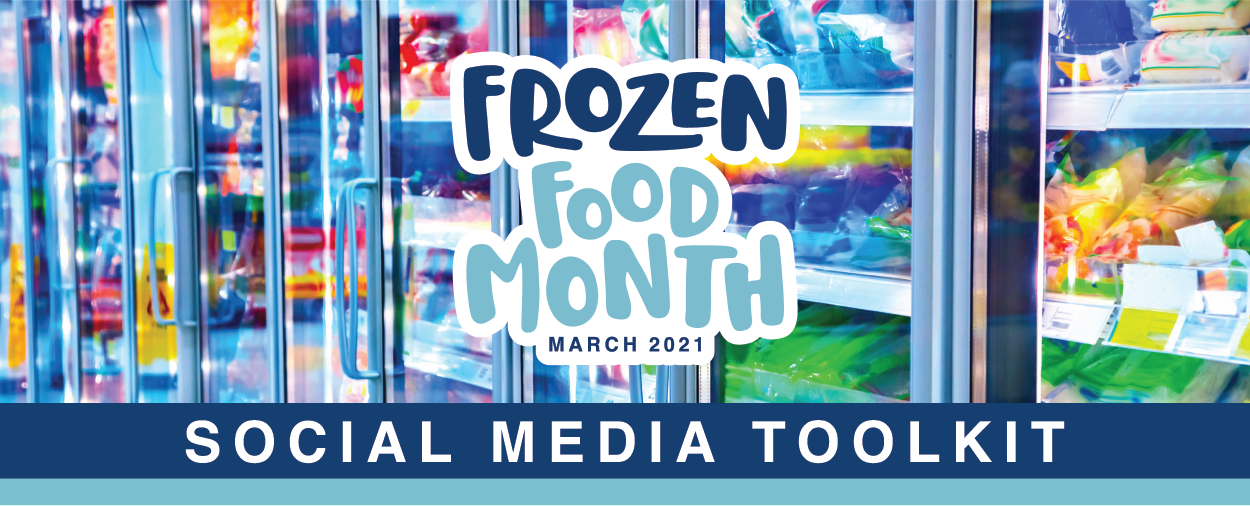 FROZEN
FOOD
MONTH
MARCH 2021
SOCIAL MEDIA TOOLKIT